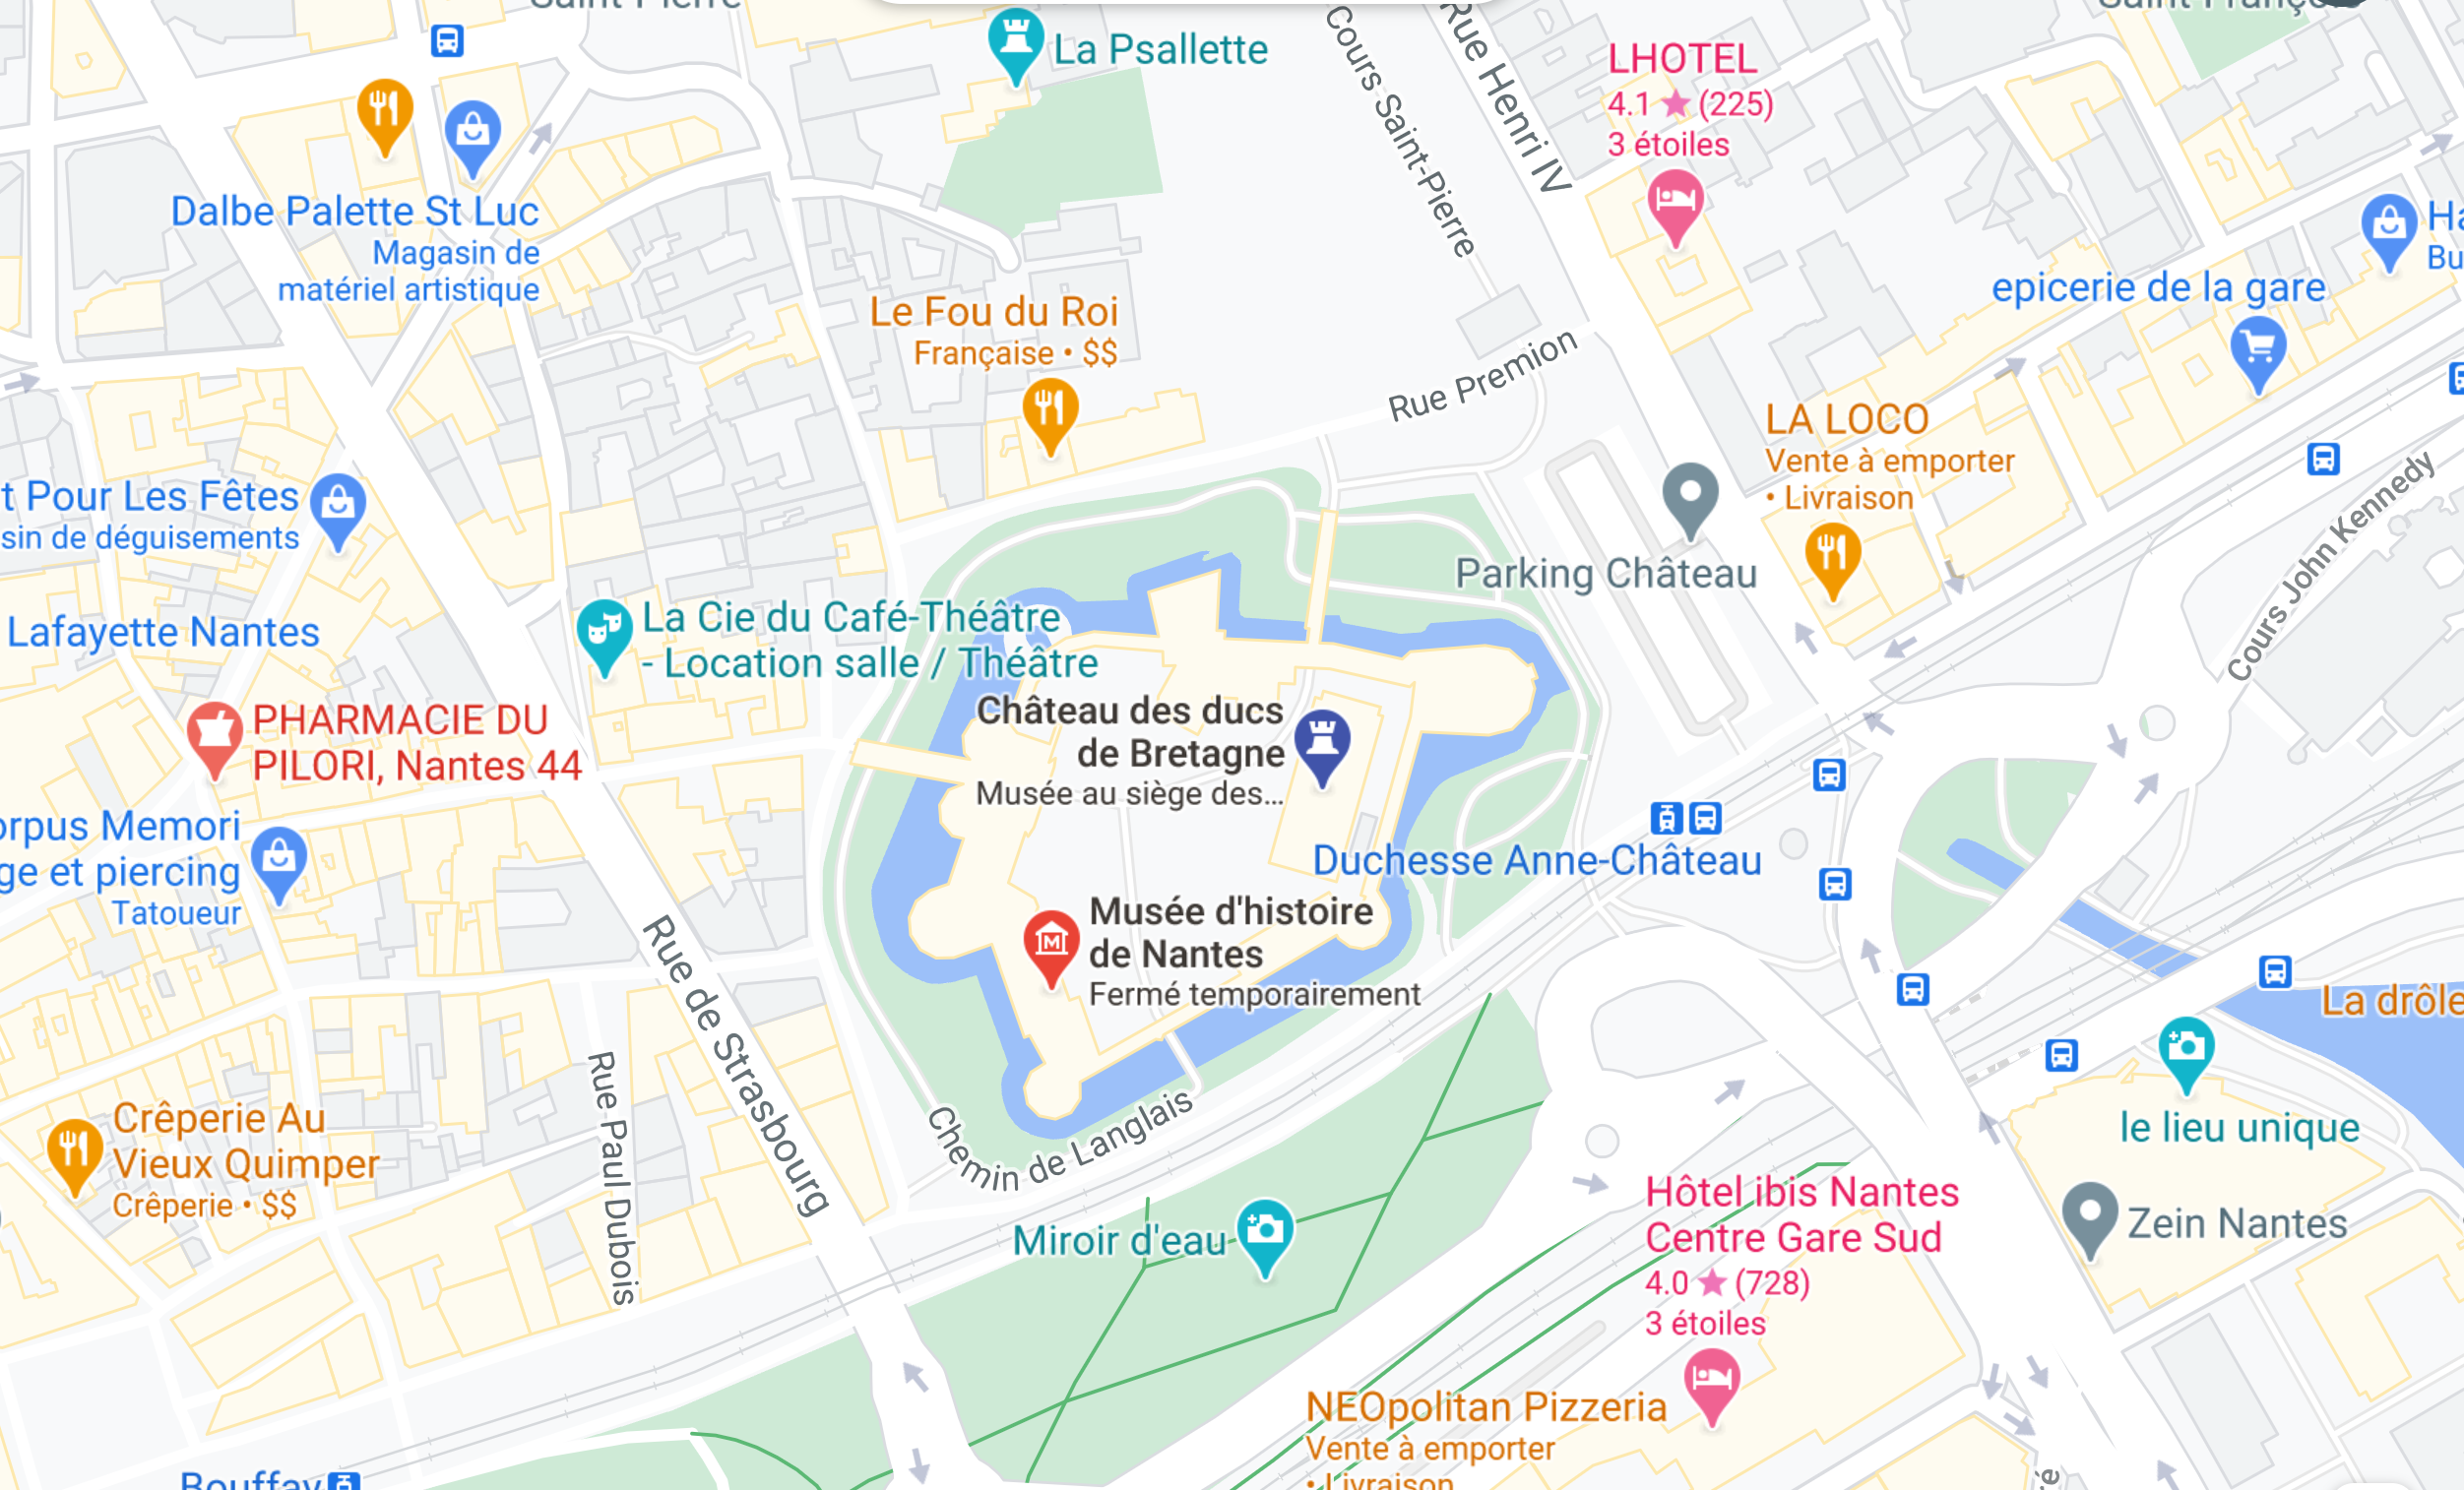 La Psallette
Cours Saint-Pierre
Rue Henri IV
LHOTEL
4.1 ★ (225)
3 étoiles
Dalbe Palette St Luc
Magasin de
matériel artistique
Le Fou du Roi
Française • $$
epicerie de la gare
Rue Premion
LA LOCO
Vente à emporter
• Livraison
t Pour Les Fêtes
sin de déguisements
Cours John Kennedy
Parking Château
Lafayette Nantes
La Cie du Café-Théâtre
- Location salle / Théâtre
Château des ducs
de Bretagne
Musée au siège des...
PHARMACIE DU
PILORI, Nantes 44
orpus Memori
ge et piercing
Tatoueur
Duchesse Anne-Château
Musée d'histoire
de Nantes
Fermé temporairement
Rue de Strasbourg
La drôle
Rue Paul Dubois
Chemin de Langlais
Crêperie Au
Vieux Quimper
Crêperie • $$
le lieu unique
Miroir d'eau
Hôtel ibis Nantes
Centre Gare Sud
4.0 ★ (728)
3 étoiles
Zein Nantes
NEOpolitan Pizzeria
Vente à emporter
• Livraison
Bouffay